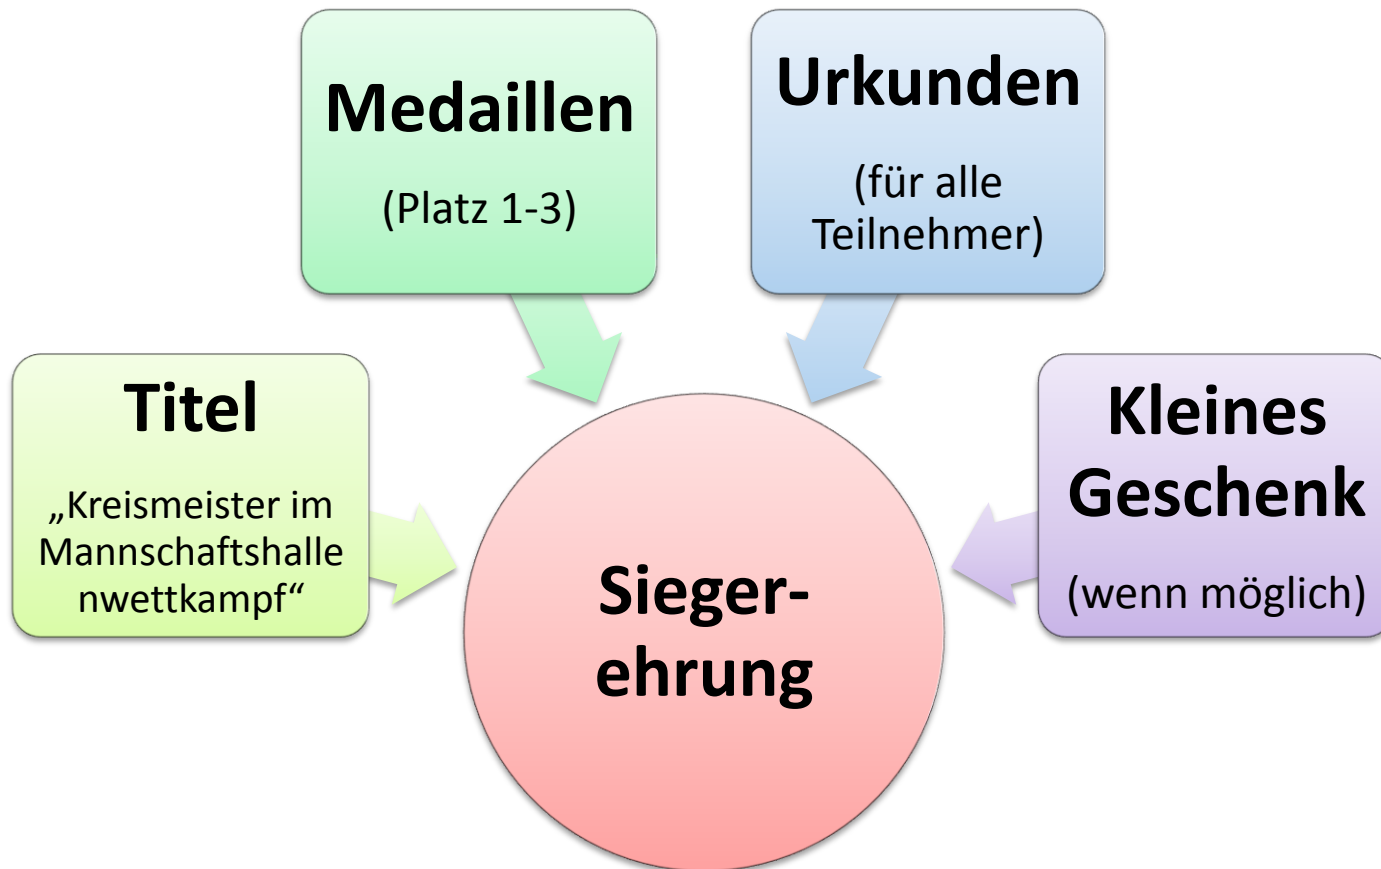 Medaillen
(Platz 1-3)
Urkunden
(für alle
Teilnehmer)
Titel
„Kreismeister im
Mannschaftshalle
nwettkampf“
Kleines
Geschenk
(wenn möglich)
Sieger-
ehrung